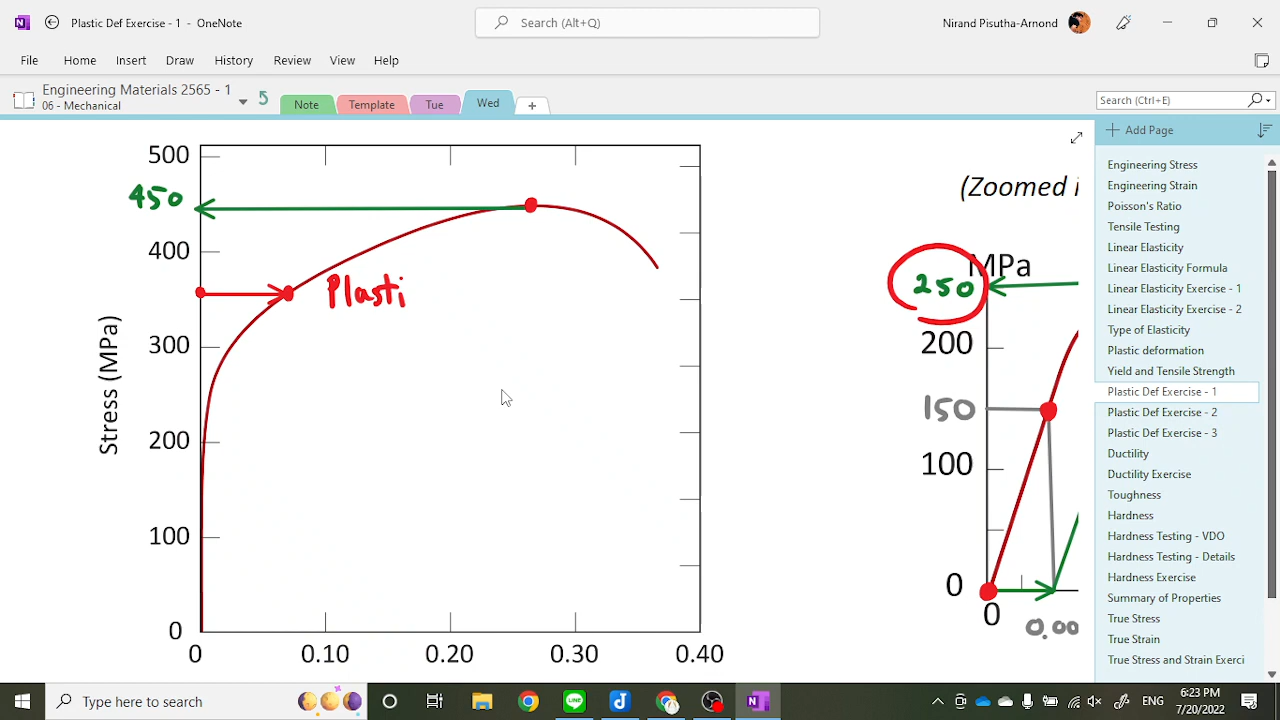 Plastic Def Exercise - 1 - OneNote
Search (Alt+Q)
Nirand Pisutha-Arnond
File Home Insert Draw History Review View Help
Engineering Materials 2565 - 1
06 - Mechanical
Note Template Tue Wed
Search (Ctrl+E)
Add Page
Engineering Stress
Engineering Strain
Poisson's Ratio
Tensile Testing
Linear Elasticity
Linear Elasticity Formula
Linear Elasticity Exercise - 1
Linear Elasticity Exercise - 2
Type of Elasticity
Plastic deformation
Yield and Tensile Strength
Plastic Def Exercise - 1
Plastic Def Exercise - 2
Plastic Def Exercise - 3
Ductility
Ductility Exercise
Toughness
Hardness
Hardness Testing - VDO
Hardness Testing - Details
Hardness Exercise
Summary of Properties
True Stress
True Strain
True Stress and Strain Exerci
500
450
400
300
200
100
0
Stress (MPa)
Plasti
0 0.10 0.20 0.30 0.40
(Zoomed i
MPa
250
200
150
100
0
0
0.00
Type here to search
ENG
6:23 PM
7/20/2022